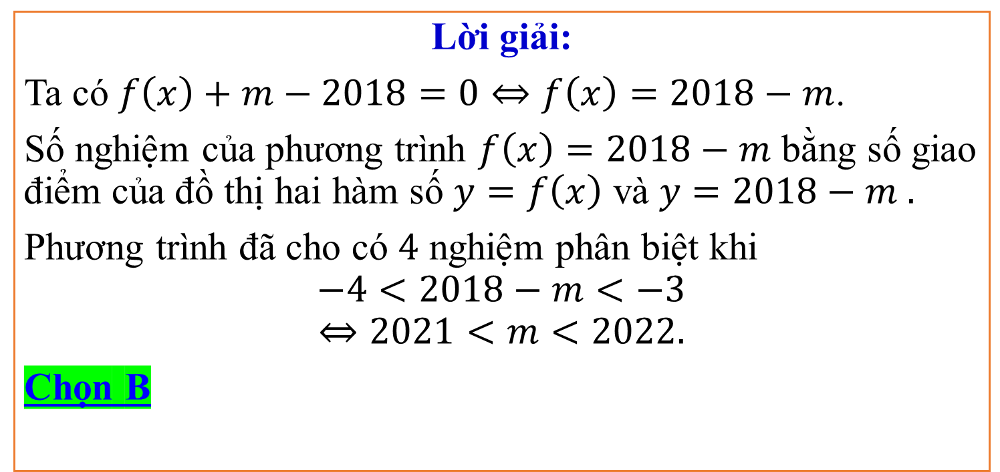 Lời giải:
Ta có f(x) + m − 2018 = 0 ⇔ f(x) = 2018 − m.
Số nghiệm của phương trình f(x) = 2018 − m bằng số giao
điểm của đồ thị hai hàm số y = f(x) và y = 2018 − m .
Phương trình đã cho có 4 nghiệm phân biệt khi
−4 < 2018 − m < −3
⇔ 2021 < m < 2022.
Chọn B